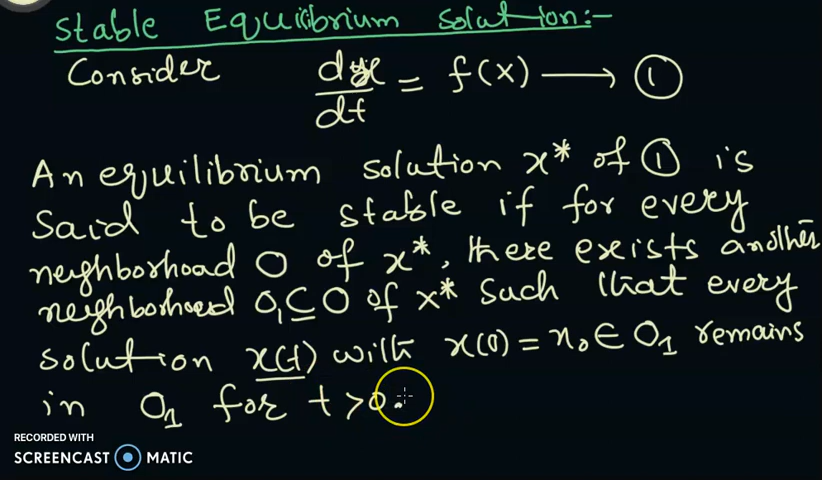 Stable Equilibrium Solution:-
Consider dx/dt = f(x) ⟶ ①
An equilibrium solution x* of ① is
Said to be stable if for every
neighborhood O of x*, there exists another
neighborhood O₁ ⊆ O of x* Such that every
solution x(t) with x(0) = x₀ ∈ O₁ remains
in O₁ for t > 0.
RECORDED WITH
SCREENCAST O MATIC